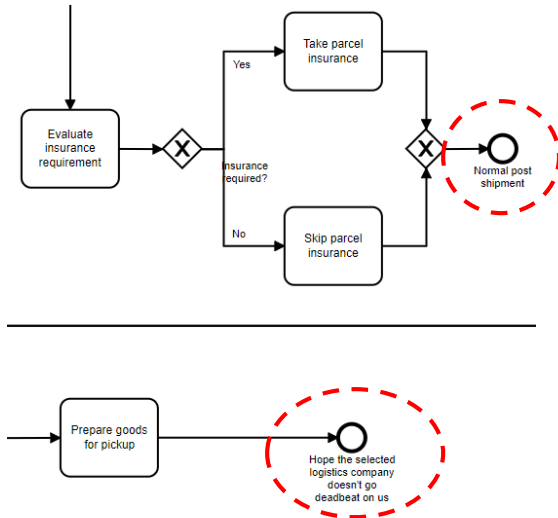 Take parcel
insurance
Yes
Evaluate
insurance
requirement
X
Insurance
required?
X
Normal post
shipment
No
Skip parcel
insurance
Prepare goods
for pickup
Hope the selected
logistics company
doesn't go
deadbeat on us